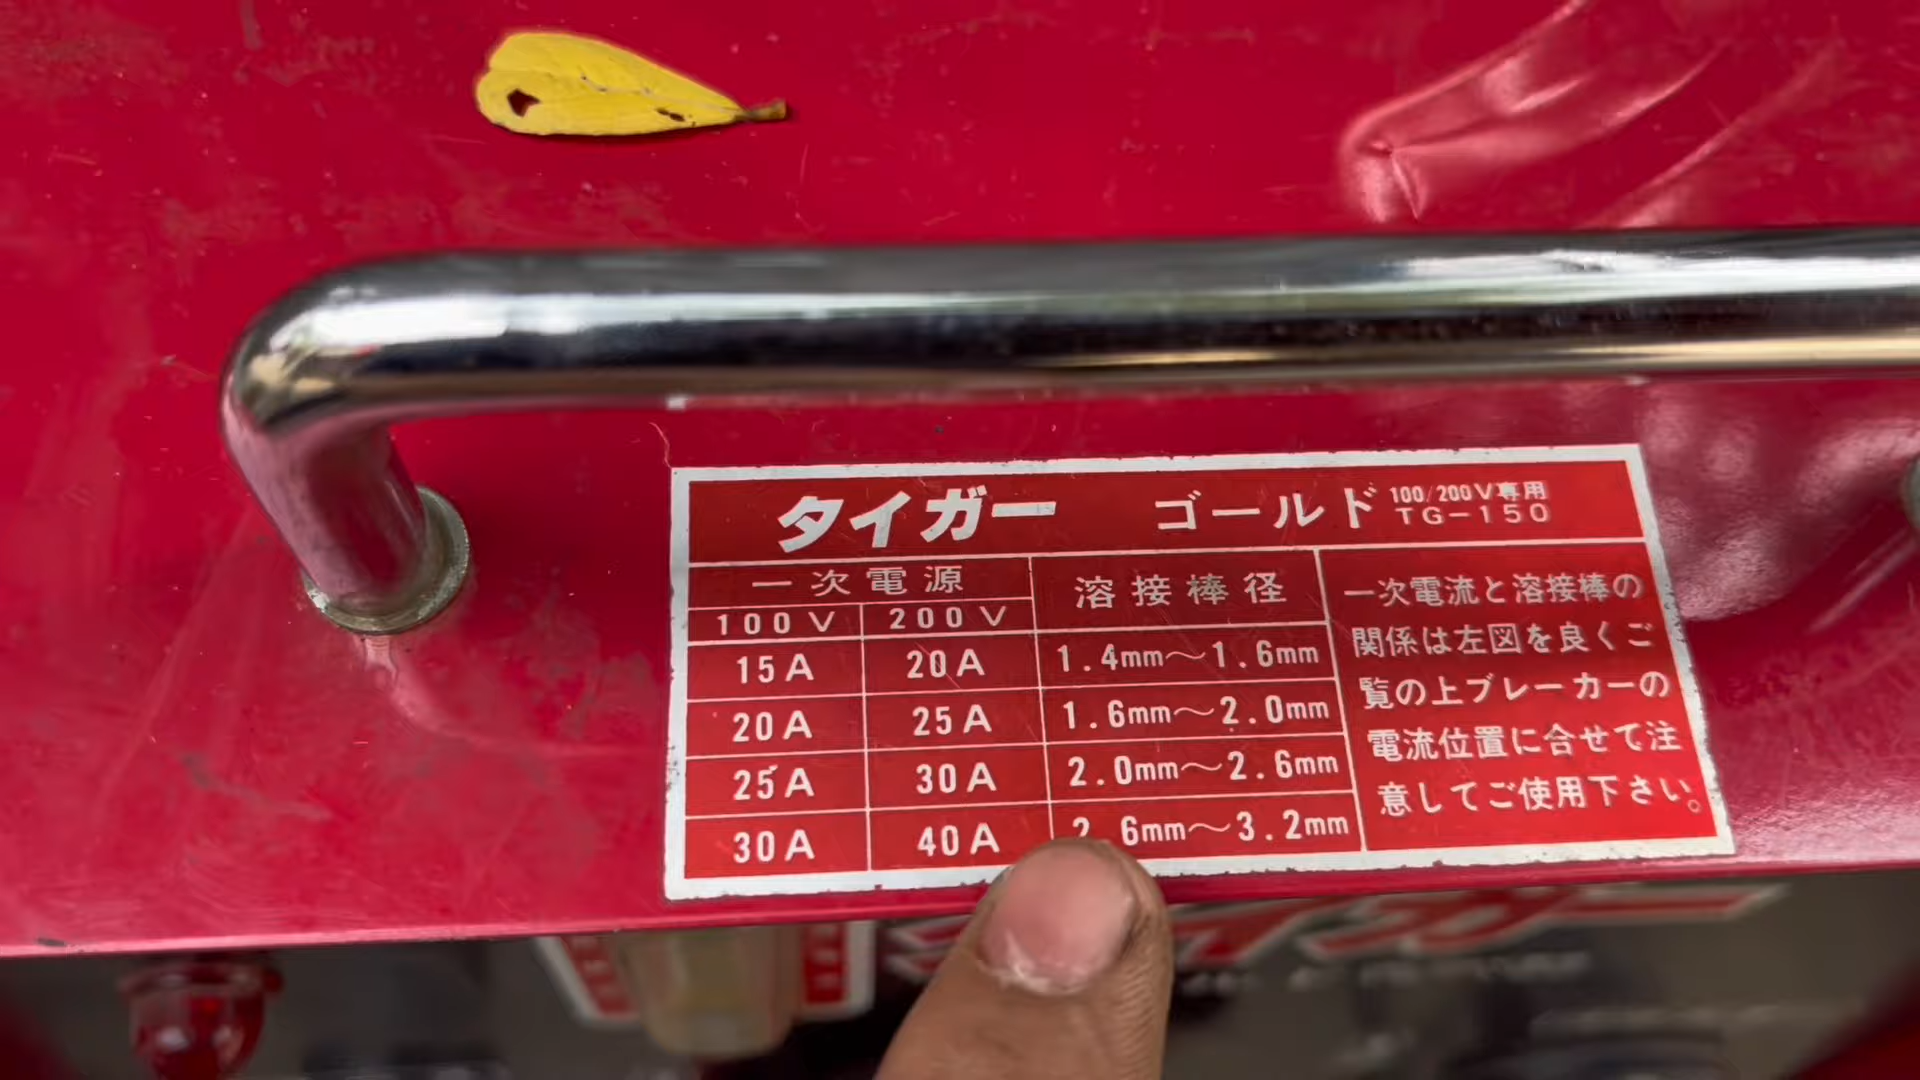 タイガー ゴールド 100/200V専用
TG-150
一次電源 溶接棒径
100V 200V
15A 20A 1.4mm～1.6mm
20A 25A 1.6mm～2.0mm
25A 30A 2.0mm～2.6mm
30A 40A 2.6mm～3.2mm
一次電流と溶接棒の
関係は左図を良くご
覧の上ブレーカーの
電流位置に合せて注
意してご使用下さい。